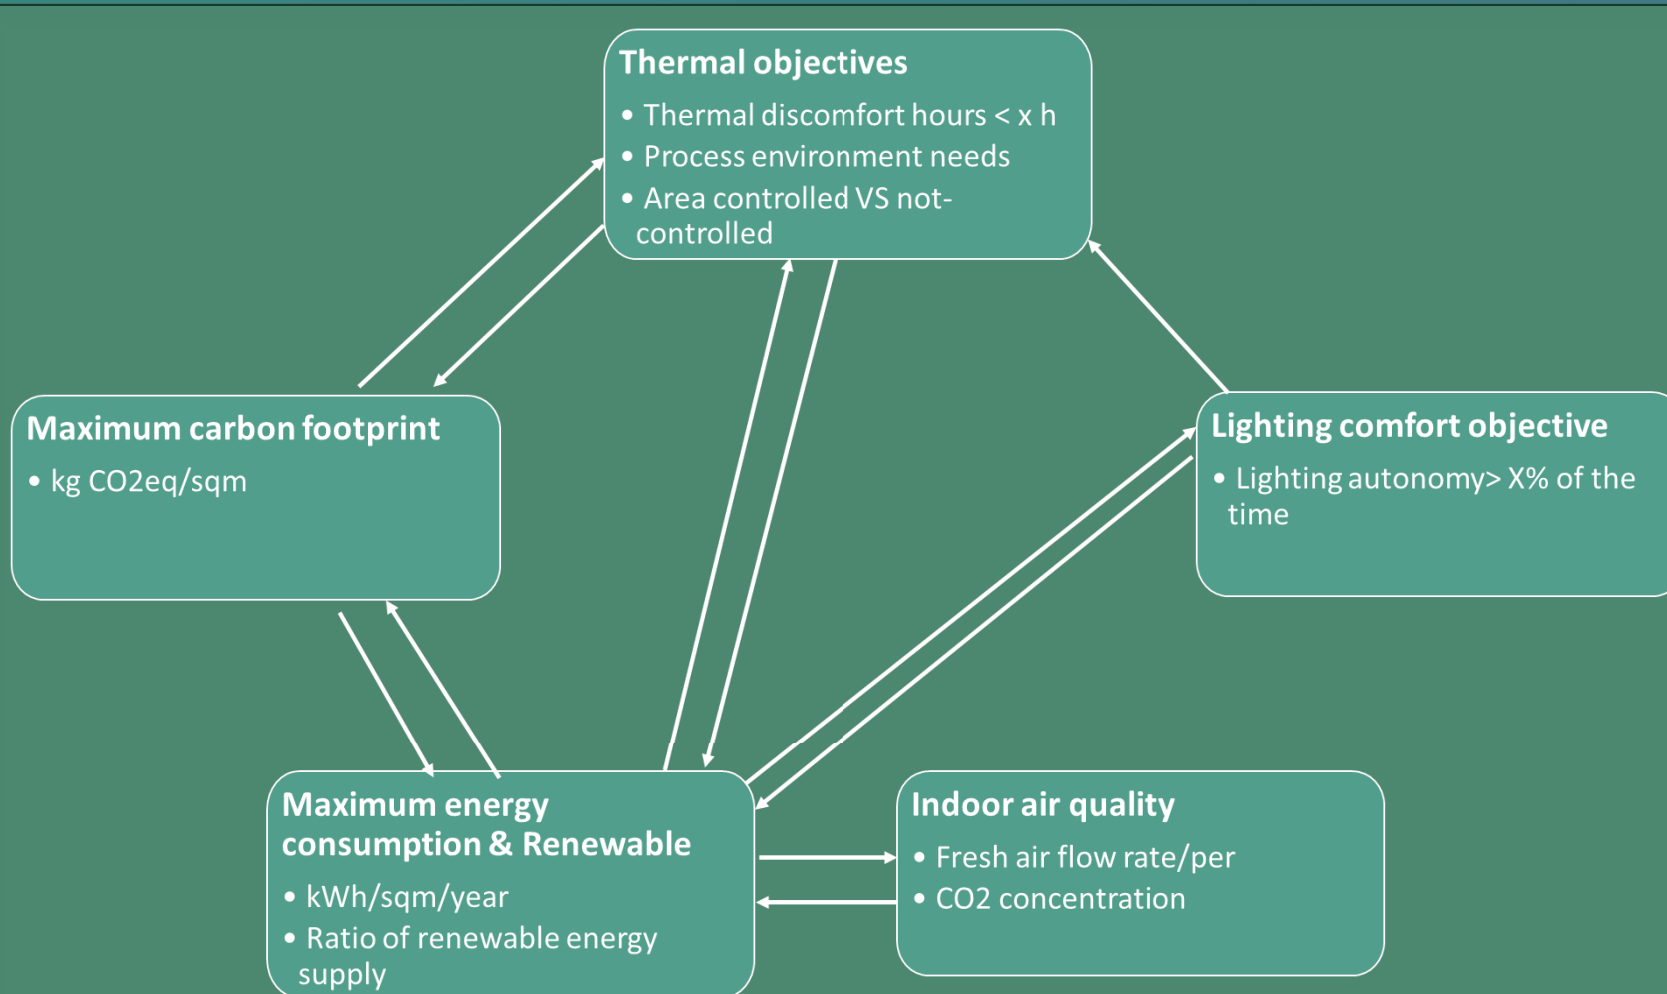 Thermal objectives
• Thermal discomfort hours < x h
• Process environment needs
• Area controlled VS not-
controlled
Maximum carbon footprint
• kg CO2eq/sqm
Lighting comfort objective
• Lighting autonomy> X% of the
time
Maximum energy
consumption & Renewable
• kWh/sqm/year
• Ratio of renewable energy
supply
Indoor air quality
• Fresh air flow rate/per
• CO2 concentration